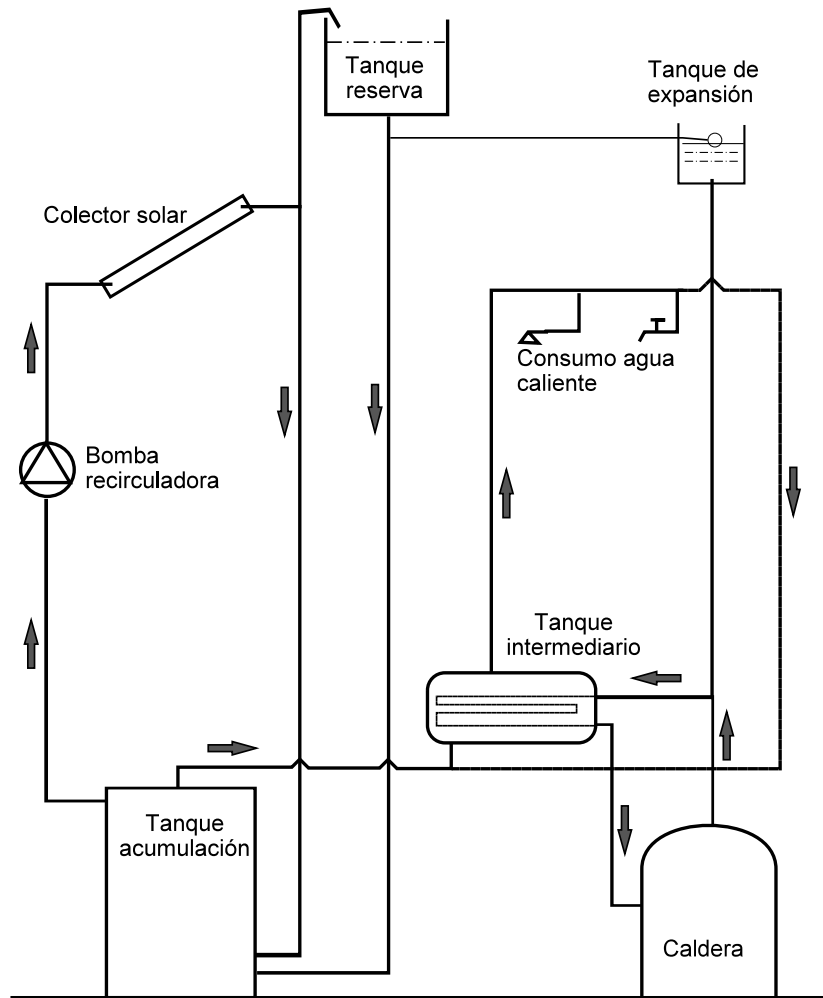 Tanque
reserva
Tanque de
expansión
Colector solar
Consumo agua
caliente
Bomba
recirculadora
Tanque
intermediario
Tanque
acumulación
Caldera